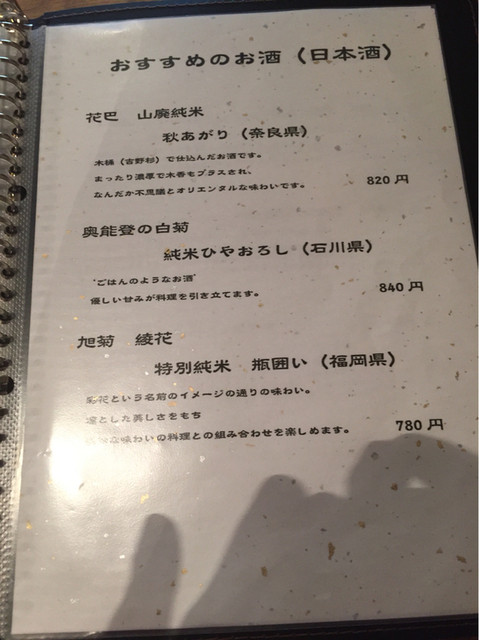 おすすめのお酒（日本酒）
花巴　山廃純米
秋あがり（奈良県）
木桶（吉野杉）で仕込んだお酒です。
まったり濃厚で木香もプラスされ、
なんだか不思議とオリエンタルな味わいです。
820 円
奥能登の白菊
純米ひやおろし（石川県）
"ごはんのようなお酒"
優しい甘みが料理を引き立てます。
840 円
旭菊　綾花
特別純米　瓶囲い（福岡県）
花という名前のイメージの通りの味わい。
凛とした美しさをもち
な味わいの料理との組み合わせを楽しめます。
780 円